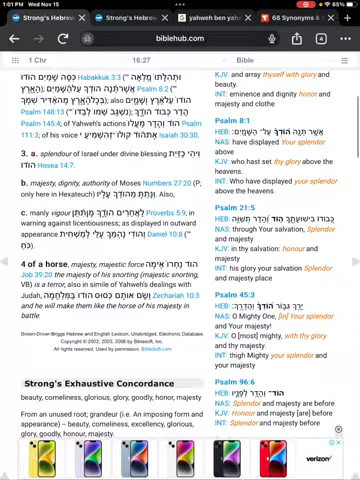 1:01 PM Wed Nov 15
71%
Strong's Hebrew
Strong's Hebrew
yahweh ben yah
68 Synonyms &
biblehub.com
1 Chr
16:27
Bible
Habakkuk 3:3
Psalm 8:2
also
Psalm 148:13
Psalm 145:4; of Yahweh's actions
Psalm
111:3; of his voice
Isaiah 30:30.
3. a. splendour of Israel under divine blessing
Hosea 14:7.
b. majesty, dignity, authority of Moses Numbers 27:20 (P,
only here in Hexateuch) Also,
c. manly vigour Proverbs 5:9, in
warning against licentiousness; as displayed in outward
appearance Daniel 10:8
4 of a horse, majesty, majestic force
Job 39:20 the majesty of his snorting (majestic snorting,
VB) is a terror; also in simile of Yahweh's dealings with
Judah, Zechariah 10:3
and he will make them like the horse of his majesty in
battle.
Brown-Driver-Briggs Hebrew and English Lexicon, Unabridged, Electronic Database.
Copyright © 2002, 2003, 2006 by Biblesoft, Inc.
All rights reserved. Used by permission. BibleSoft.com
Strong's Exhaustive Concordance
beauty, comeliness, glorious, glory, goodly, honor, majesty
From an unused root; grandeur (i.e. An imposing form and
appearance) -- beauty, comeliness, excellency, glorious,
glory, goodly, honour, majesty.
KJV: and array thyself with glory and
beauty.
INT: eminence and dignity honor
and majesty and clothe
Psalm 8:1
HEB: אֲשֶׁר תְּנָה הוֹדְךָ עַל־ הַשָּׁמָֽיִם׃
NAS: have displayed Your splendor
above
KJV: who hast set thy glory above the
heavens.
INT: Who have displayed your splendor
above the heavens
Psalm 21:5
HEB: כְּבוֹדוֹ בִּישׁוּעָתֶךָ הוֹד וְהָדָר תְּשַׁוֶּה
NAS: through Your salvation, Splendor
and majesty
KJV: in thy salvation: honour and
majesty
INT: his glory your salvation Splendor
and majesty place
Psalm 45:3
HEB: יָרֵךְ גִּבּוֹר הוֹדְךָ וַהֲדָרֶֽךָ׃
NAS: O Mighty One, [in] Your splendor
and Your majesty!
KJV: O [most] mighty, with thy glory
and thy majesty.
INT: thigh Mighty your splendor and
your majesty
Psalm 96:6
HEB: הוֹד־ וְהָדָר לְפָנָיו
NAS: Splendor and majesty are before
KJV: Honour and majesty [are] before
INT: Splendor and majesty before
verizon